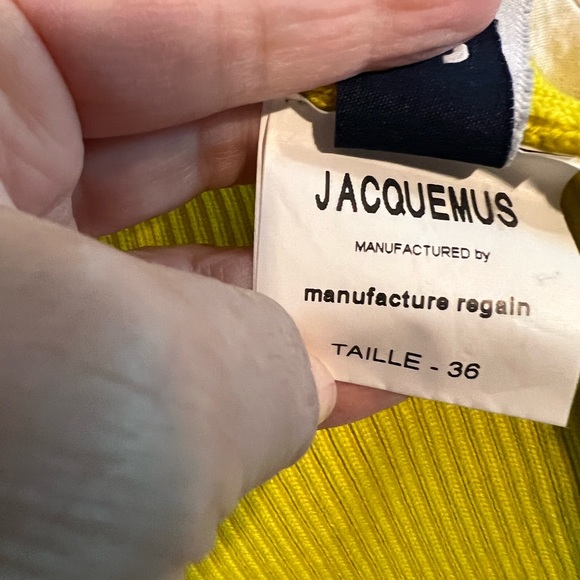 JACQUEMUS
MANUFACTURED by
manufacture regain
TAILLE - 36